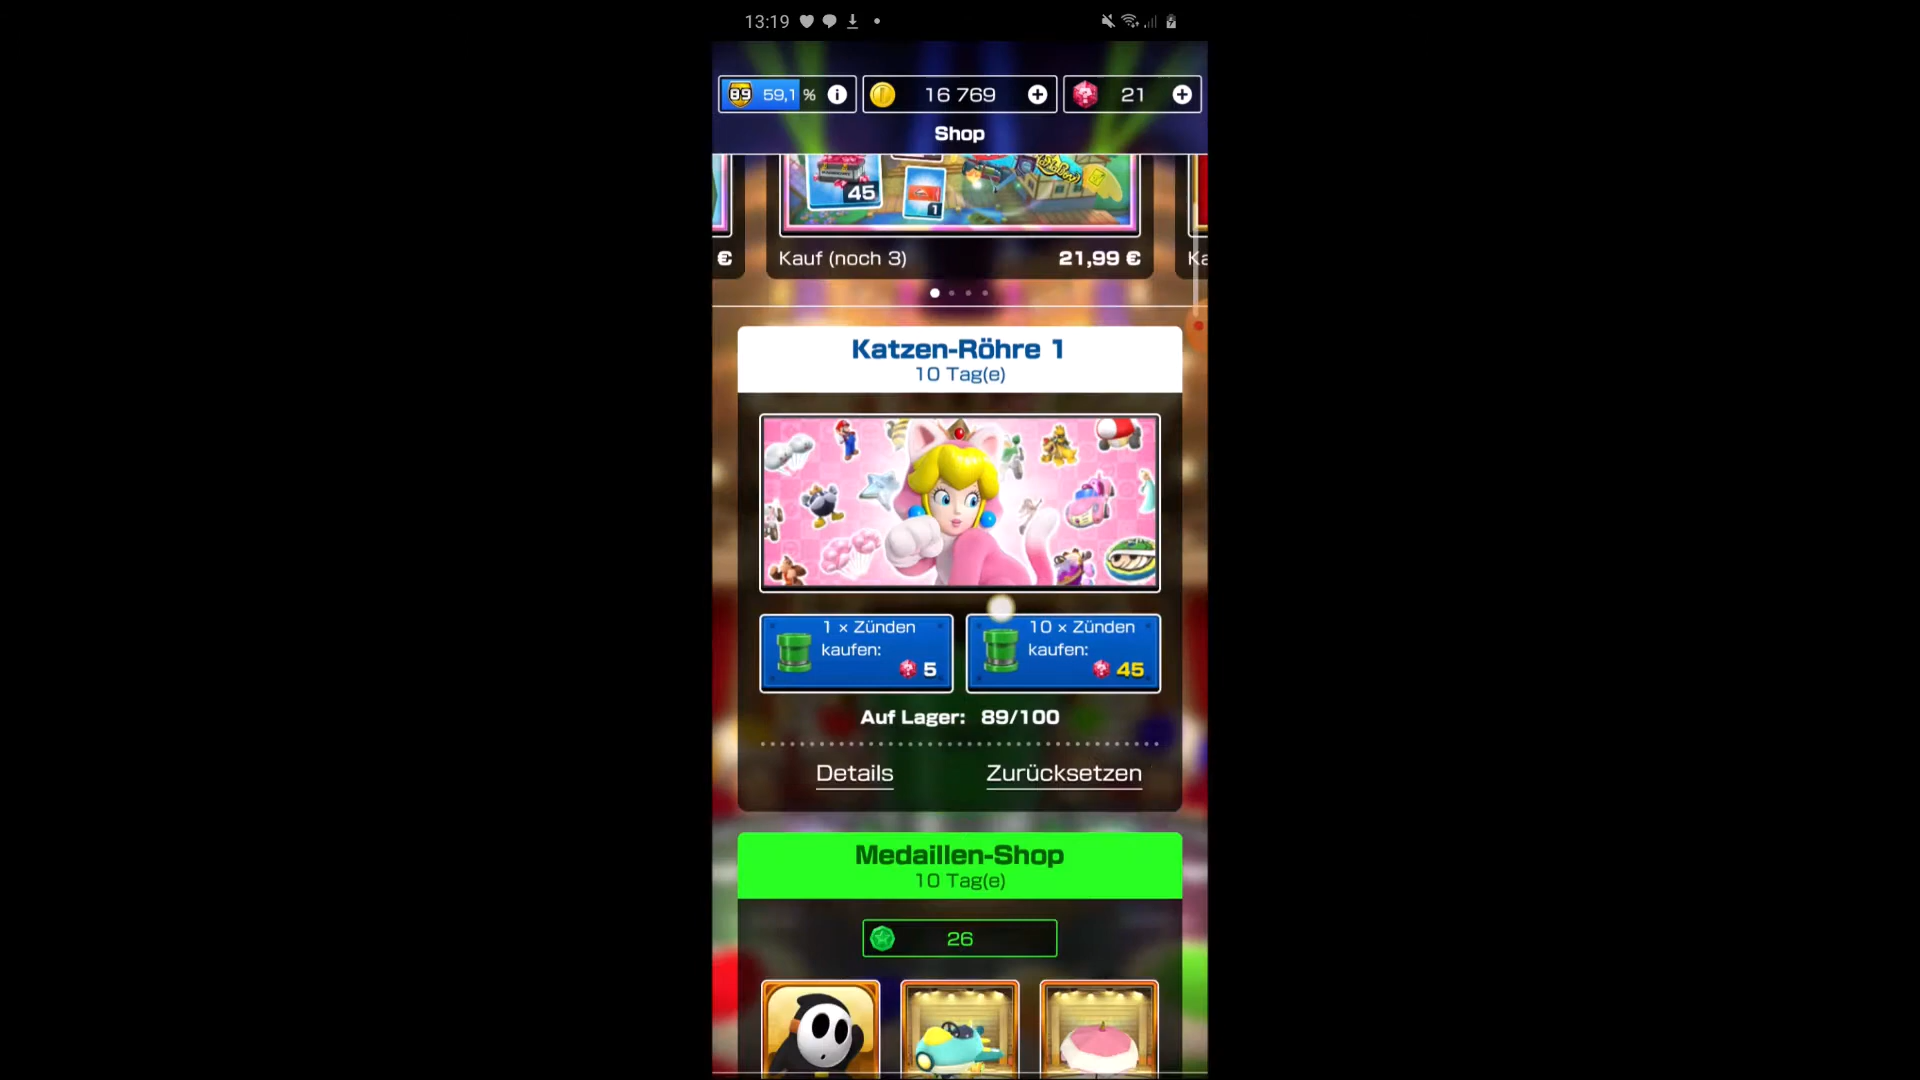 13:19
89 59,1 %
16 769
21
Shop
45
1
€
Kauf (noch 3)
21,99 €
Ka
Katzen-Röhre 1
10 Tag(e)
1 × Zünden
kaufen:
5
10 × Zünden
kaufen:
45
Auf Lager: 89/100
Details
Zurücksetzen
Medaillen-Shop
10 Tag(e)
26